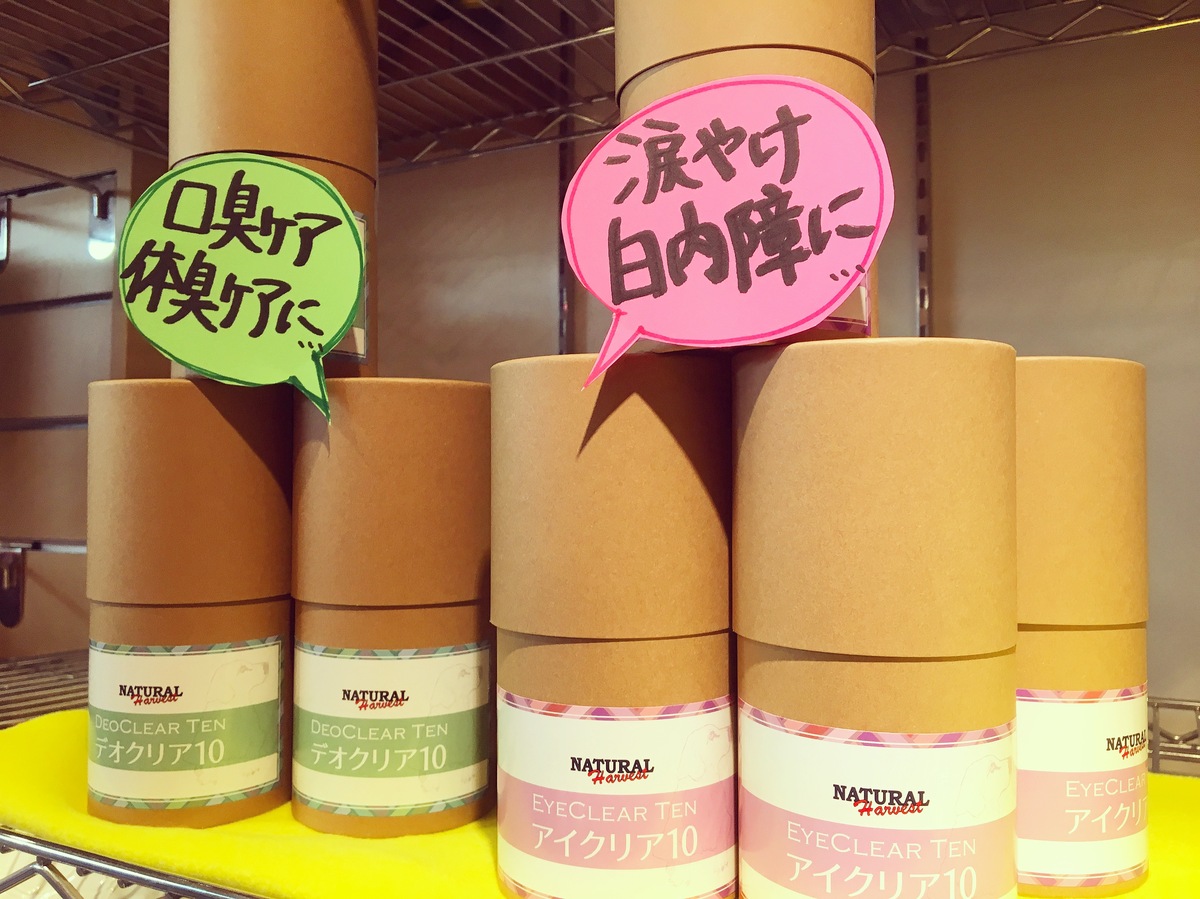 口臭ケア
体臭ケアに…
涙やけ
白内障に…
NATURAL
Harvest
DEOCLEAR TEN
デオクリア10
NATURAL
Harvest
DEOCLEAR TEN
デオクリア10
NATURAL
Harvest
EYECLEAR TEN
アイクリア10
NATURAL
Harvest
EYECLEAR TEN
アイクリア10
NATURAL
Harvest
EYECLEAR
アイクリア